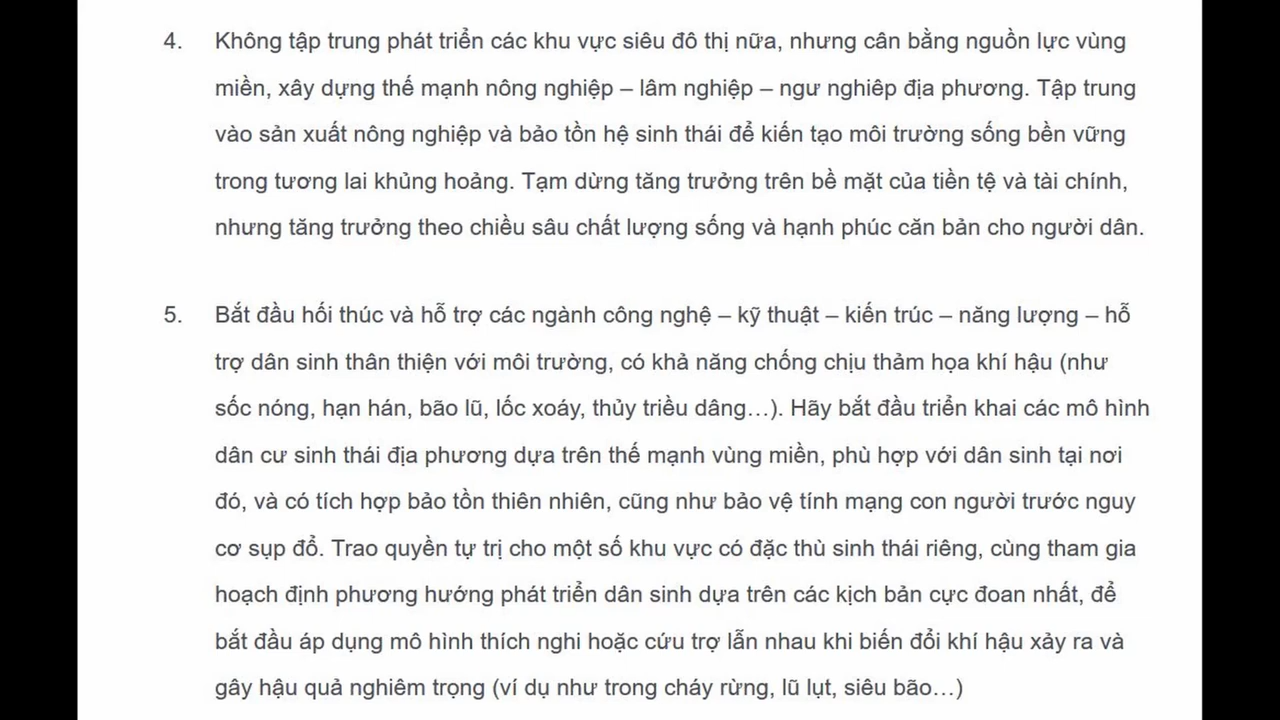 4. Không tập trung phát triển các khu vực siêu đô thị nữa, nhưng cân bằng nguồn lực vùng
miền, xây dựng thế mạnh nông nghiệp – lâm nghiệp – ngư nghiêp địa phương. Tập trung
vào sản xuất nông nghiệp và bảo tồn hệ sinh thái để kiến tạo môi trường sống bền vững
trong tương lai khủng hoảng. Tạm dừng tăng trưởng trên bề mặt của tiền tệ và tài chính,
nhưng tăng trưởng theo chiều sâu chất lượng sống và hạnh phúc căn bản cho người dân.
5. Bắt đầu hối thúc và hỗ trợ các ngành công nghệ – kỹ thuật – kiến trúc – năng lượng – hỗ
trợ dân sinh thân thiện với môi trường, có khả năng chống chịu thảm họa khí hậu (như
sốc nóng, hạn hán, bão lũ, lốc xoáy, thủy triều dâng…). Hãy bắt đầu triển khai các mô hình
dân cư sinh thái địa phương dựa trên thế mạnh vùng miền, phù hợp với dân sinh tại nơi
đó, và có tích hợp bảo tồn thiên nhiên, cũng như bảo vệ tính mạng con người trước nguy
cơ sụp đổ. Trao quyền tự trị cho một số khu vực có đặc thù sinh thái riêng, cùng tham gia
hoạch định phương hướng phát triển dân sinh dựa trên các kịch bản cực đoan nhất, để
bắt đầu áp dụng mô hình thích nghi hoặc cứu trợ lẫn nhau khi biến đổi khí hậu xảy ra và
gây hậu quả nghiêm trọng (ví dụ như trong cháy rừng, lũ lụt, siêu bão…)